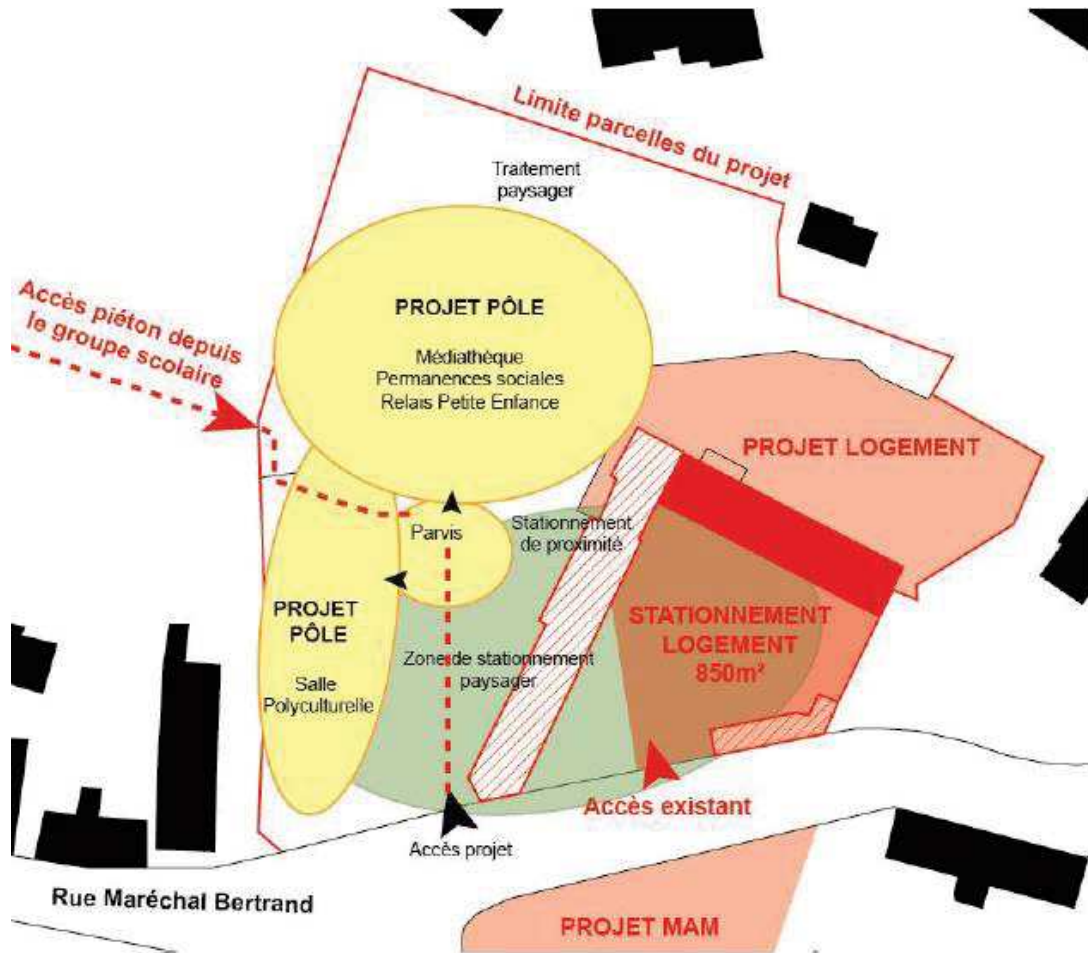 Limite parcelles du projet
Traitement
paysager
Accès piéton depuis
le groupe scolaire
PROJET PÔLE
Médiathèque
Permanences sociales
Relais Petite Enfance
PROJET LOGEMENT
Parvis
Stationnement
de proximité
PROJET
PÔLE
Salle
Polyculturelle
STATIONNEMENT
LOGEMENT
850m²
Zone de stationnement
paysager
Accès existant
Accès projet
Rue Maréchal Bertrand
PROJET MAM